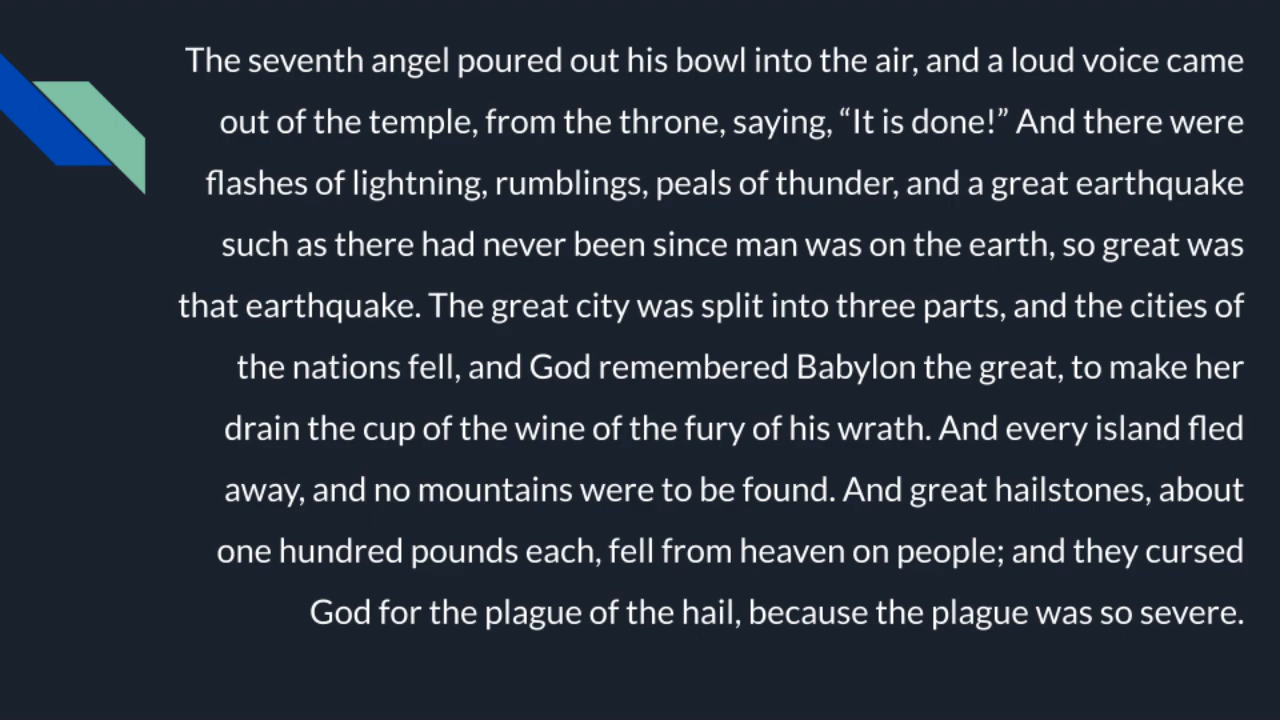 The seventh angel poured out his bowl into the air, and a loud voice came
out of the temple, from the throne, saying, “It is done!” And there were
flashes of lightning, rumblings, peals of thunder, and a great earthquake
such as there had never been since man was on the earth, so great was
that earthquake. The great city was split into three parts, and the cities of
the nations fell, and God remembered Babylon the great, to make her
drain the cup of the wine of the fury of his wrath. And every island fled
away, and no mountains were to be found. And great hailstones, about
one hundred pounds each, fell from heaven on people; and they cursed
God for the plague of the hail, because the plague was so severe.